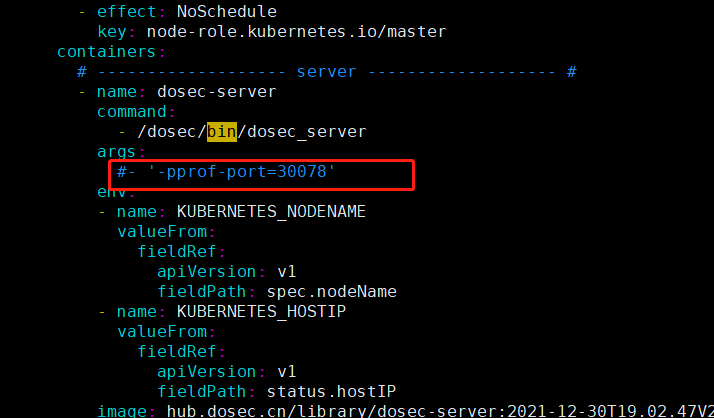 - effect: NoSchedule
key: node-role.kubernetes.io/master
containers:
# ------------------- server ------------------- #
- name: dosec-server
command:
- /dosec/bin/dosec_server
args:
#- '-pprof-port=30078'
env:
- name: KUBERNETES_NODENAME
valueFrom:
fieldRef:
apiVersion: v1
fieldPath: spec.nodeName
- name: KUBERNETES_HOSTIP
valueFrom:
fieldRef:
apiVersion: v1
fieldPath: status.hostIP
image: hub.dosec.cn/library/dosec-server:2021-12-30T19.02.47V2